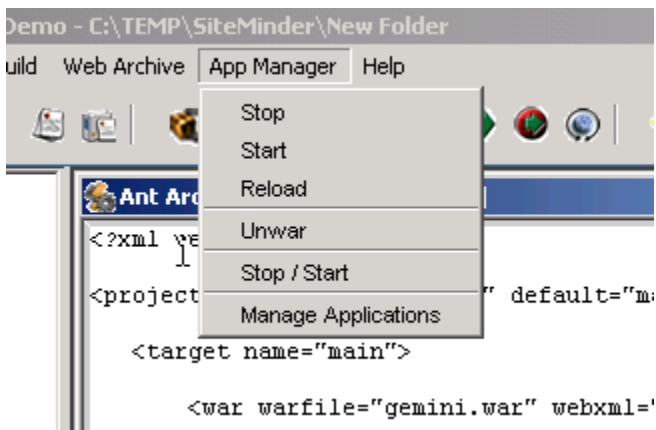 Demo - C:\TEMP\SiteMinder\New Folder
uild Web Archive App Manager Help
Stop
Start
Reload
Unwar
Stop / Start
Manage Applications
Ant Arc
<?xml ve
<project " default="ma
<target name="main">
<war warfile="gemini.war" webxml="